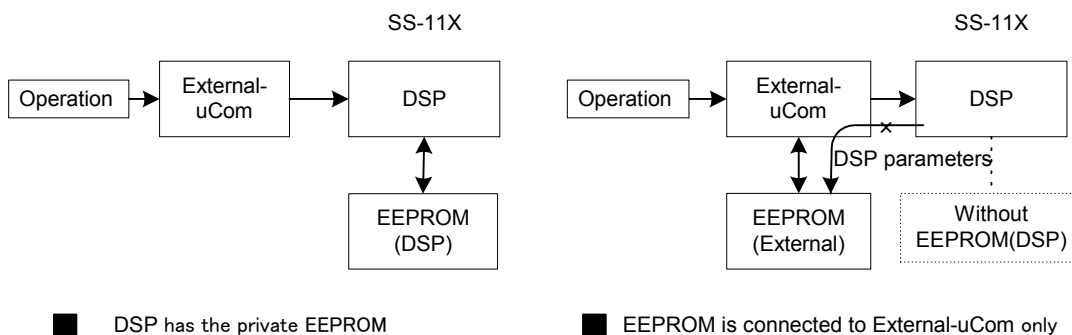 SS-11X
Operation
External-
uCom
DSP
EEPROM
(DSP)
DSP has the private EEPROM
SS-11X
Operation
External-
uCom
DSP
DSP parameters
EEPROM
(External)
Without
EEPROM(DSP)
EEPROM is connected to External-uCom only